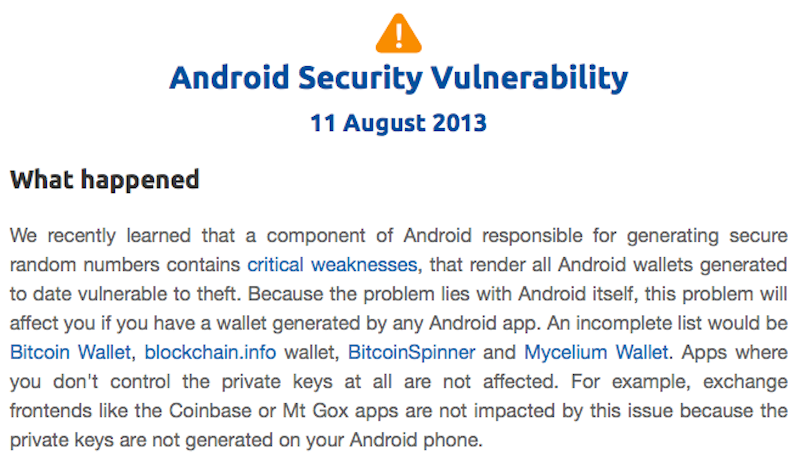 Android Security Vulnerability
11 August 2013
What happened
We recently learned that a component of Android responsible for generating secure
random numbers contains critical weaknesses, that render all Android wallets generated
to date vulnerable to theft. Because the problem lies with Android itself, this problem will
affect you if you have a wallet generated by any Android app. An incomplete list would be
Bitcoin Wallet, blockchain.info wallet, BitcoinSpinner and Mycelium Wallet. Apps where
you don't control the private keys at all are not affected. For example, exchange
frontends like the Coinbase or Mt Gox apps are not impacted by this issue because the
private keys are not generated on your Android phone.